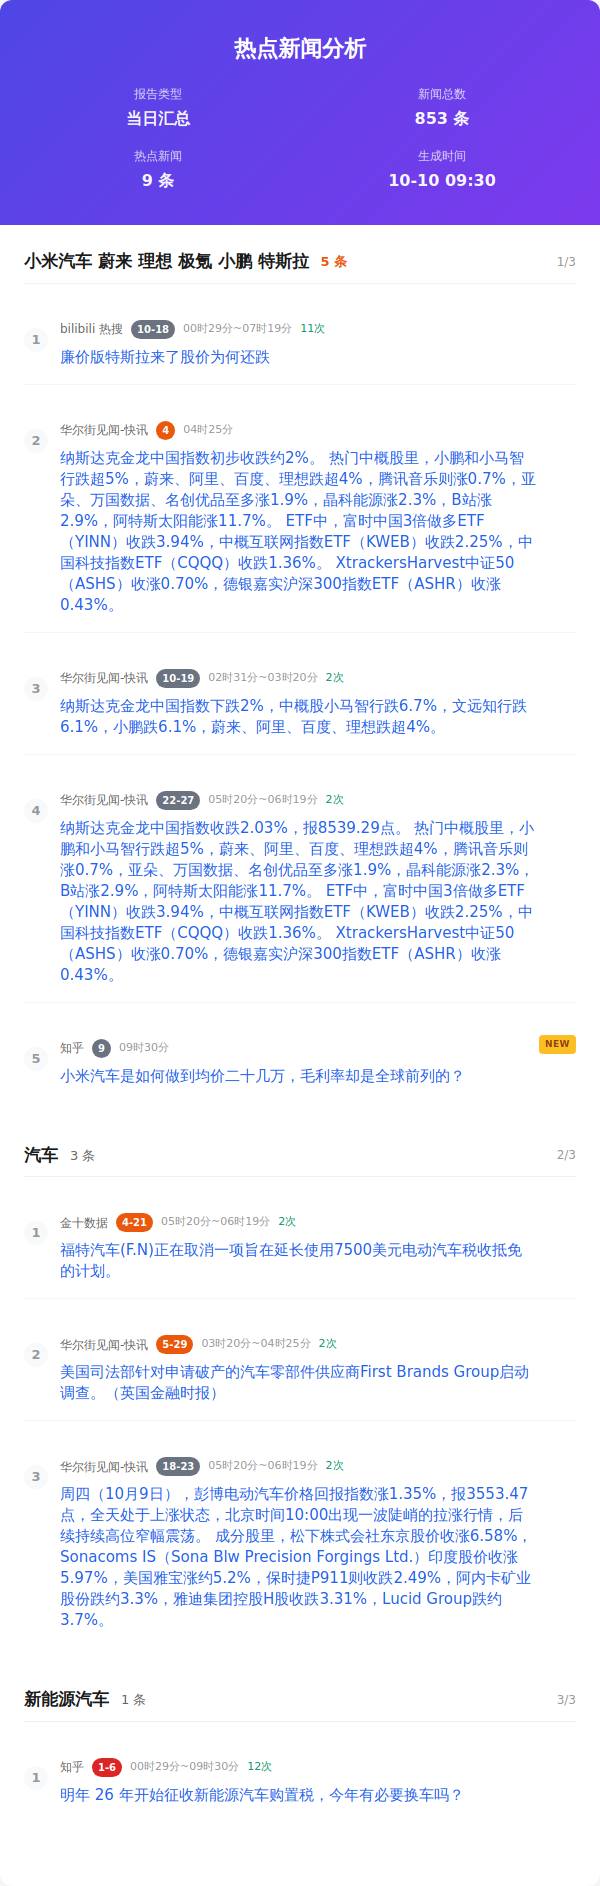 热点新闻分析
报告类型
新闻总数
当日汇总
853 条
热点新闻
生成时间
9 条
10-10 09:30
小米汽车 蔚来 理想 极氪 小鹏 特斯拉 5 条 1/3
1
bilibili 热搜 10-18 00时29分~07时19分 11次
廉价版特斯拉来了股价为何还跌
2
华尔街见闻-快讯 4 04时25分
纳斯达克金龙中国指数初步收跌约2%。 热门中概股里，小鹏和小马智
行跌超5%，蔚来、阿里、百度、理想跌超4%，腾讯音乐则涨0.7%，亚
朵、万国数据、名创优品至多涨1.9%，晶科能源涨2.3%，B站涨
2.9%，阿特斯太阳能涨11.7%。 ETF中，富时中国3倍做多ETF
（YINN）收跌3.94%，中概互联网指数ETF（KWEB）收跌2.25%，中
国科技指数ETF（CQQQ）收跌1.36%。 XtrackersHarvest中证50
（ASHS）收涨0.70%，德银嘉实沪深300指数ETF（ASHR）收涨
0.43%。
3
华尔街见闻-快讯 10-19 02时31分~03时20分 2次
纳斯达克金龙中国指数下跌2%，中概股小马智行跌6.7%，文远知行跌
6.1%，小鹏跌6.1%，蔚来、阿里、百度、理想跌超4%。
4
华尔街见闻-快讯 22-27 05时20分~06时19分 2次
纳斯达克金龙中国指数收跌2.03%，报8539.29点。 热门中概股里，小
鹏和小马智行跌超5%，蔚来、阿里、百度、理想跌超4%，腾讯音乐则
涨0.7%，亚朵、万国数据、名创优品至多涨1.9%，晶科能源涨2.3%，
B站涨2.9%，阿特斯太阳能涨11.7%。 ETF中，富时中国3倍做多ETF
（YINN）收跌3.94%，中概互联网指数ETF（KWEB）收跌2.25%，中
国科技指数ETF（CQQQ）收跌1.36%。 XtrackersHarvest中证50
（ASHS）收涨0.70%，德银嘉实沪深300指数ETF（ASHR）收涨
0.43%。
5
知乎 9 09时30分 NEW
小米汽车是如何做到均价二十几万，毛利率却是全球前列的？
汽车 3 条 2/3
1
金十数据 4-21 05时20分~06时19分 2次
福特汽车(F.N)正在取消一项旨在延长使用7500美元电动汽车税收抵免
的计划。
2
华尔街见闻-快讯 5-29 03时20分~04时25分 2次
美国司法部针对申请破产的汽车零部件供应商First Brands Group启动
调查。（英国金融时报）
3
华尔街见闻-快讯 18-23 05时20分~06时19分 2次
周四（10月9日），彭博电动汽车价格回报指数涨1.35%，报3553.47
点，全天处于上涨状态，北京时间10:00出现一波陡峭的拉涨行情，后
续持续高位窄幅震荡。 成分股里，松下株式会社东京股价收涨6.58%，
Sonacoms IS（Sona Blw Precision Forgings Ltd.）印度股价收涨
5.97%，美国雅宝涨约5.2%，保时捷P911则收跌2.49%，阿内卡矿业
股份跌约3.3%，雅迪集团控股H股收跌3.31%，Lucid Group跌约
3.7%。
新能源汽车 1 条 3/3
1
知乎 1-6 00时29分~09时30分 12次
明年 26 年开始征收新能源汽车购置税，今年有必要换车吗？